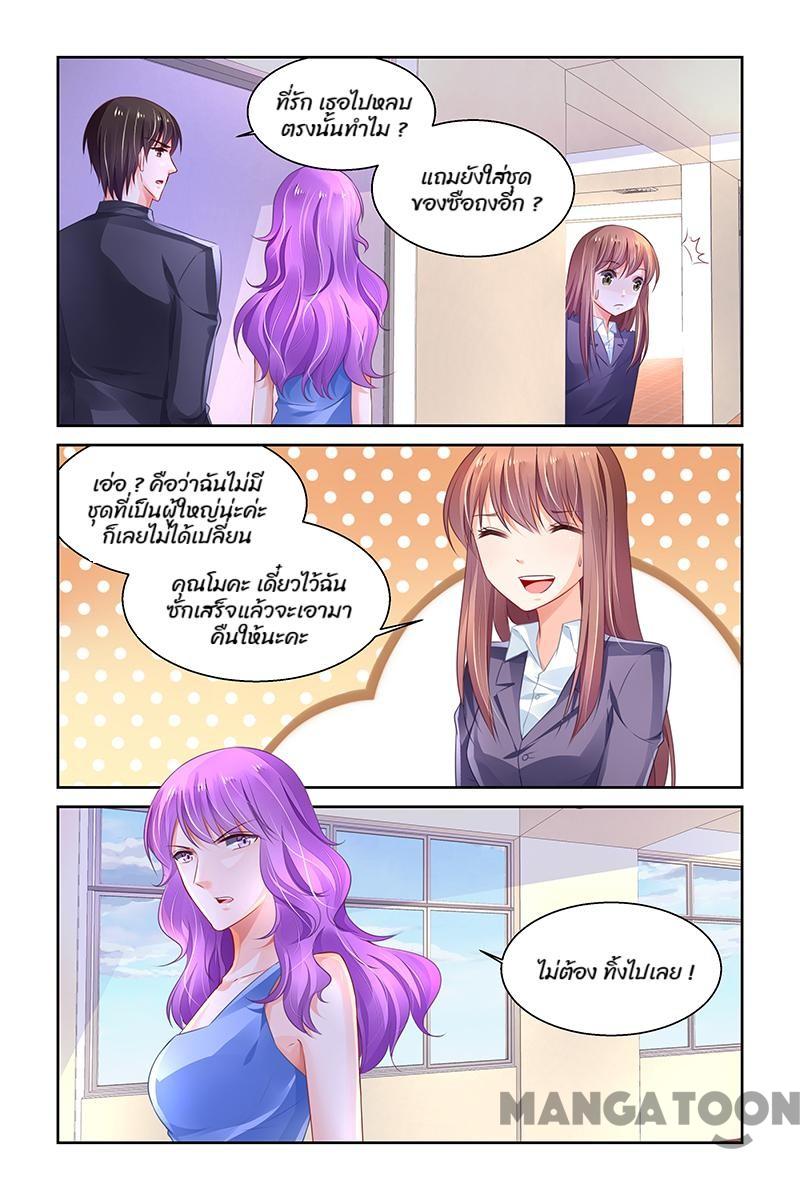 ที่รัก เธอไปหลบ
ตรงนั้นทำไม ?
แถมยังใส่ชุด
ของซือถงอีก ?
เอ่อ ? คือว่าฉันไม่มี
ชุดที่เป็นผู้ใหญ่น่ะค่ะ
ก็เลยไม่ได้เปลี่ยน
คุณโมคะ เดี๋ยวไว้ฉัน
ซักเสร็จแล้วจะเอามา
คืนให้นะคะ
ไม่ต้อง ทิ้งไปเลย !
MANGATOON